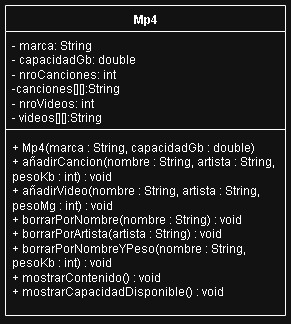 Mp4
- marca: String
- capacidadGb: double
- nroCanciones: int
-canciones[][]:String
- nroVideos: int
- videos[][]:String
+ Mp4(marca : String, capacidadGb : double)
+ añadirCancion(nombre : String, artista : String,
pesoKb : int) : void
+ añadirVideo(nombre : String, artista : String,
pesoMg : int) : void
+ borrarPorNombre(nombre : String) : void
+ borrarPorArtista(artista : String) : void
+ borrarPorNombreYPeso(nombre : String,
pesoKb : int) : void
+ mostrarContenido() : void
+ mostrarCapacidadDisponible() : void